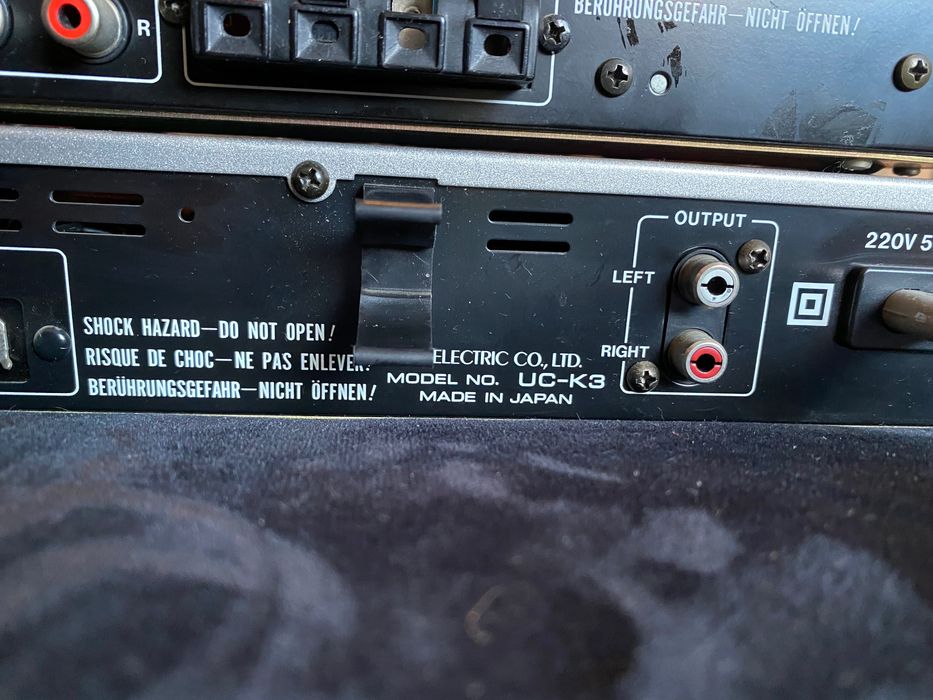 R
BERÜHRUNGSGEFAHR—NICHT ÖFFNEN!
OUTPUT
220V 5
LEFT
RIGHT
SHOCK HAZARD—DO NOT OPEN!
RISQUE DE CHOC—NE PAS ENLEVER!
BERÜHRUNGSGEFAHR—NICHT ÖFFNEN!
ELECTRIC CO., LTD.
MODEL NO. UC-K3
MADE IN JAPAN